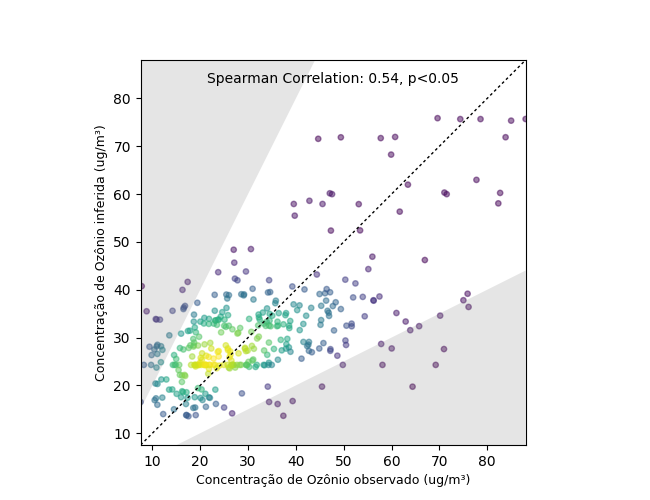 Spearman Correlation: 0.54, p<0.05
80
70
60
50
40
30
20
10
Concentração de Ozônio inferida (ug/m³)
10 20 30 40 50 60 70 80
Concentração de Ozônio observado (ug/m³)